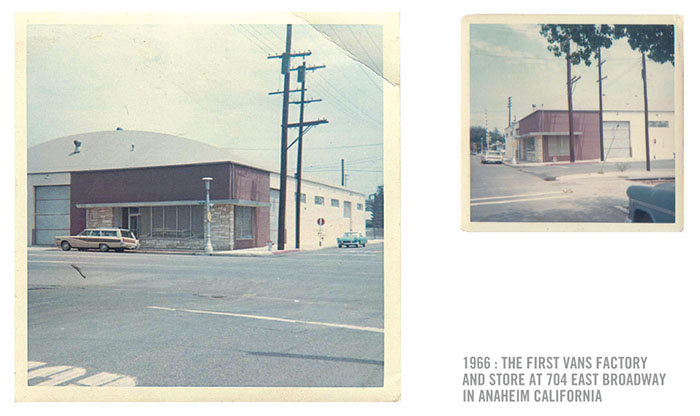 1966 : THE FIRST VANS FACTORY
AND STORE AT 704 EAST BROADWAY
IN ANAHEIM CALIFORNIA